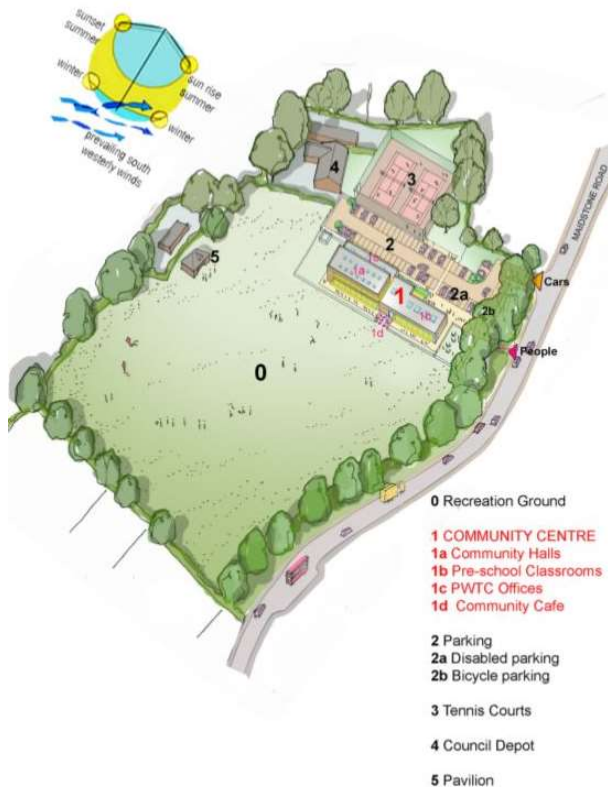 sunset
summer
sun rise
summer
winter
winter
prevailing south
westerly winds
MAIDSTONE ROAD
4
3
2
5
1a
1
2a
2b
1d
Cars
People
0
0 Recreation Ground
1 COMMUNITY CENTRE
1a Community Halls
1b Pre-school Classrooms
1c PWTC Offices
1d Community Cafe
2 Parking
2a Disabled parking
2b Bicycle parking
3 Tennis Courts
4 Council Depot
5 Pavilion